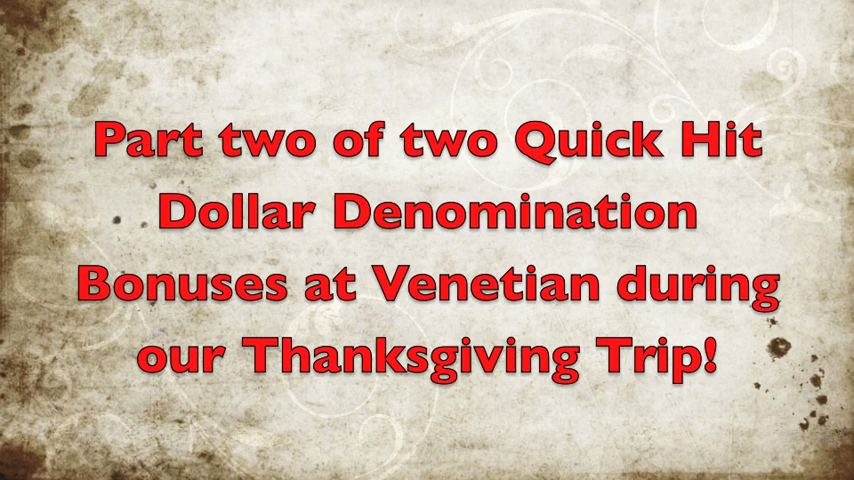 Part two of two Quick Hit
Dollar Denomination
Bonuses at Venetian during
our Thanksgiving Trip!